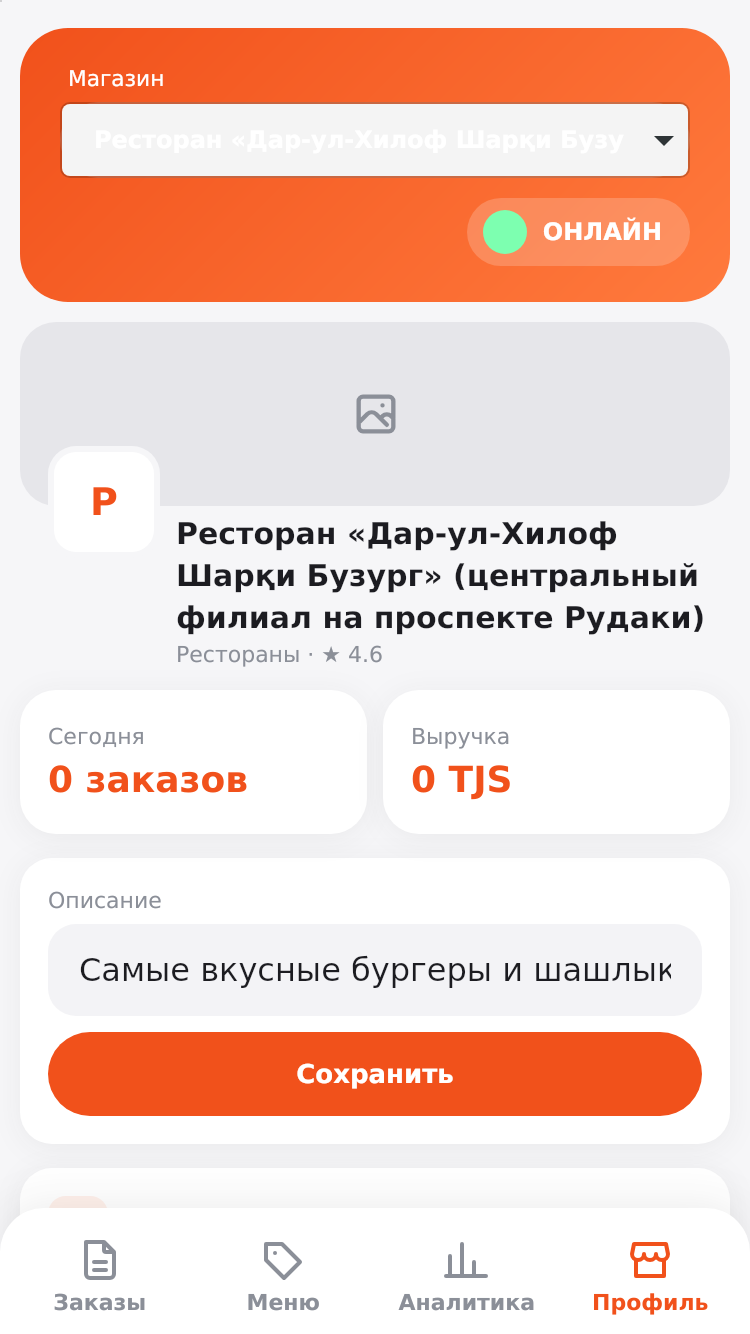 Магазин
Ресторан «Дар-ул-Хилоф Шарқи Бузу
ОНЛАЙН
Р
Ресторан «Дар-ул-Хилоф
Шарқи Бузург» (центральный
филиал на проспекте Рудаки)
Рестораны · ★ 4.6
Сегодня
0 заказов
Выручка
0 TJS
Описание
Самые вкусные бургеры и шашлык
Сохранить
Заказы
Меню
Аналитика
Профиль